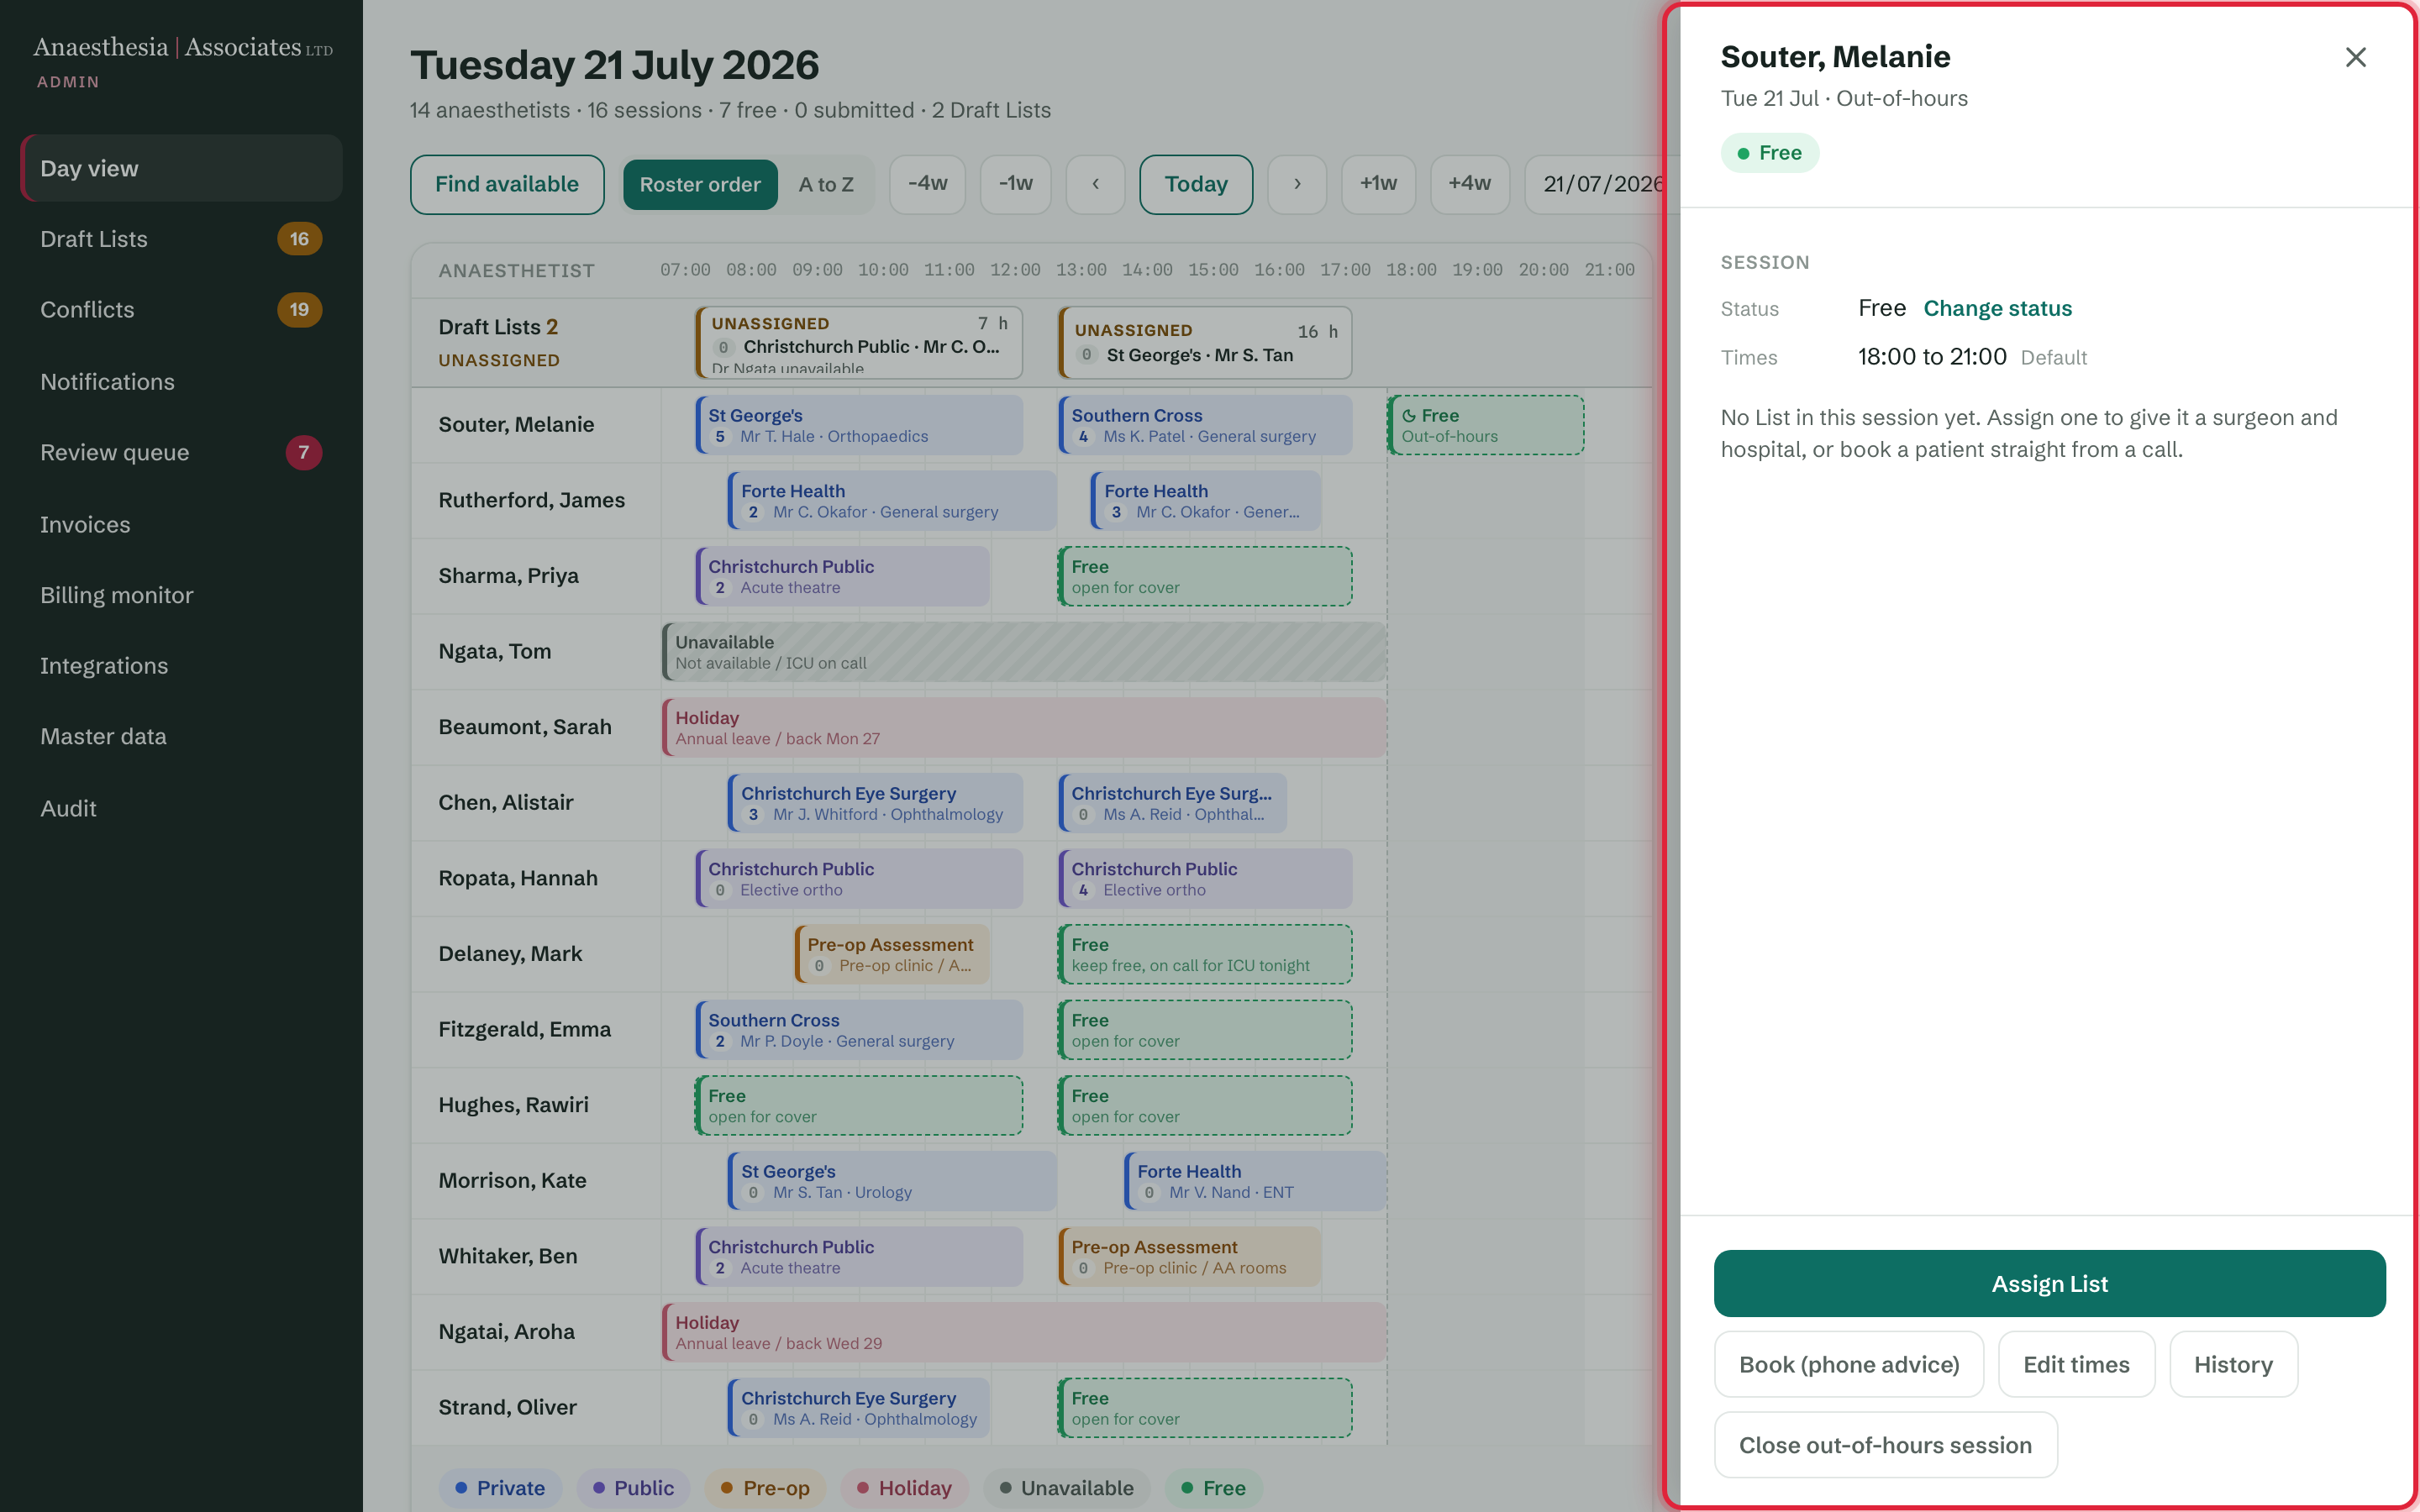 Anaesthesia | Associates LTD
ADMIN
Day view
Draft Lists 16
Conflicts 19
Notifications
Review queue 7
Invoices
Billing monitor
Integrations
Master data
Audit
Tuesday 21 July 2026
14 anaesthetists · 16 sessions · 7 free · 0 submitted · 2 Draft Lists
Find available Roster order A to Z -4w -1w ‹ Today › +1w +4w 21/07/2026
ANAESTHETIST 07:00 08:00 09:00 10:00 11:00 12:00 13:00 14:00 15:00 16:00 17:00 18:00 19:00 20:00 21:00
Draft Lists 2
UNASSIGNED
UNASSIGNED 7 h
0 Christchurch Public · Mr C. O...
Dr Ngata unavailable
UNASSIGNED 16 h
0 St George's · Mr S. Tan
Souter, Melanie
St George's
5 Mr T. Hale · Orthopaedics
Southern Cross
4 Ms K. Patel · General surgery
Free
Out-of-hours
Rutherford, James
Forte Health
2 Mr C. Okafor · General surgery
Forte Health
3 Mr C. Okafor · Gener...
Sharma, Priya
Christchurch Public
2 Acute theatre
Free
open for cover
Ngata, Tom
Unavailable
Not available / ICU on call
Beaumont, Sarah
Holiday
Annual leave / back Mon 27
Chen, Alistair
Christchurch Eye Surgery
3 Mr J. Whitford · Ophthalmology
Christchurch Eye Surg...
0 Ms A. Reid · Ophthal...
Ropata, Hannah
Christchurch Public
0 Elective ortho
Christchurch Public
4 Elective ortho
Delaney, Mark
Pre-op Assessment
0 Pre-op clinic / A...
Free
keep free, on call for ICU tonight
Fitzgerald, Emma
Southern Cross
2 Mr P. Doyle · General surgery
Free
open for cover
Hughes, Rawiri
Free
open for cover
Free
open for cover
Morrison, Kate
St George's
0 Mr S. Tan · Urology
Forte Health
0 Mr V. Nand · ENT
Whitaker, Ben
Christchurch Public
2 Acute theatre
Pre-op Assessment
0 Pre-op clinic / AA rooms
Ngatai, Aroha
Holiday
Annual leave / back Wed 29
Strand, Oliver
Christchurch Eye Surgery
0 Ms A. Reid · Ophthalmology
Free
open for cover
Private Public Pre-op Holiday Unavailable Free
Souter, Melanie
Tue 21 Jul · Out-of-hours
Free
SESSION
Status Free Change status
Times 18:00 to 21:00 Default
No List in this session yet. Assign one to give it a surgeon and
hospital, or book a patient straight from a call.
Assign List
Book (phone advice) Edit times History
Close out-of-hours session